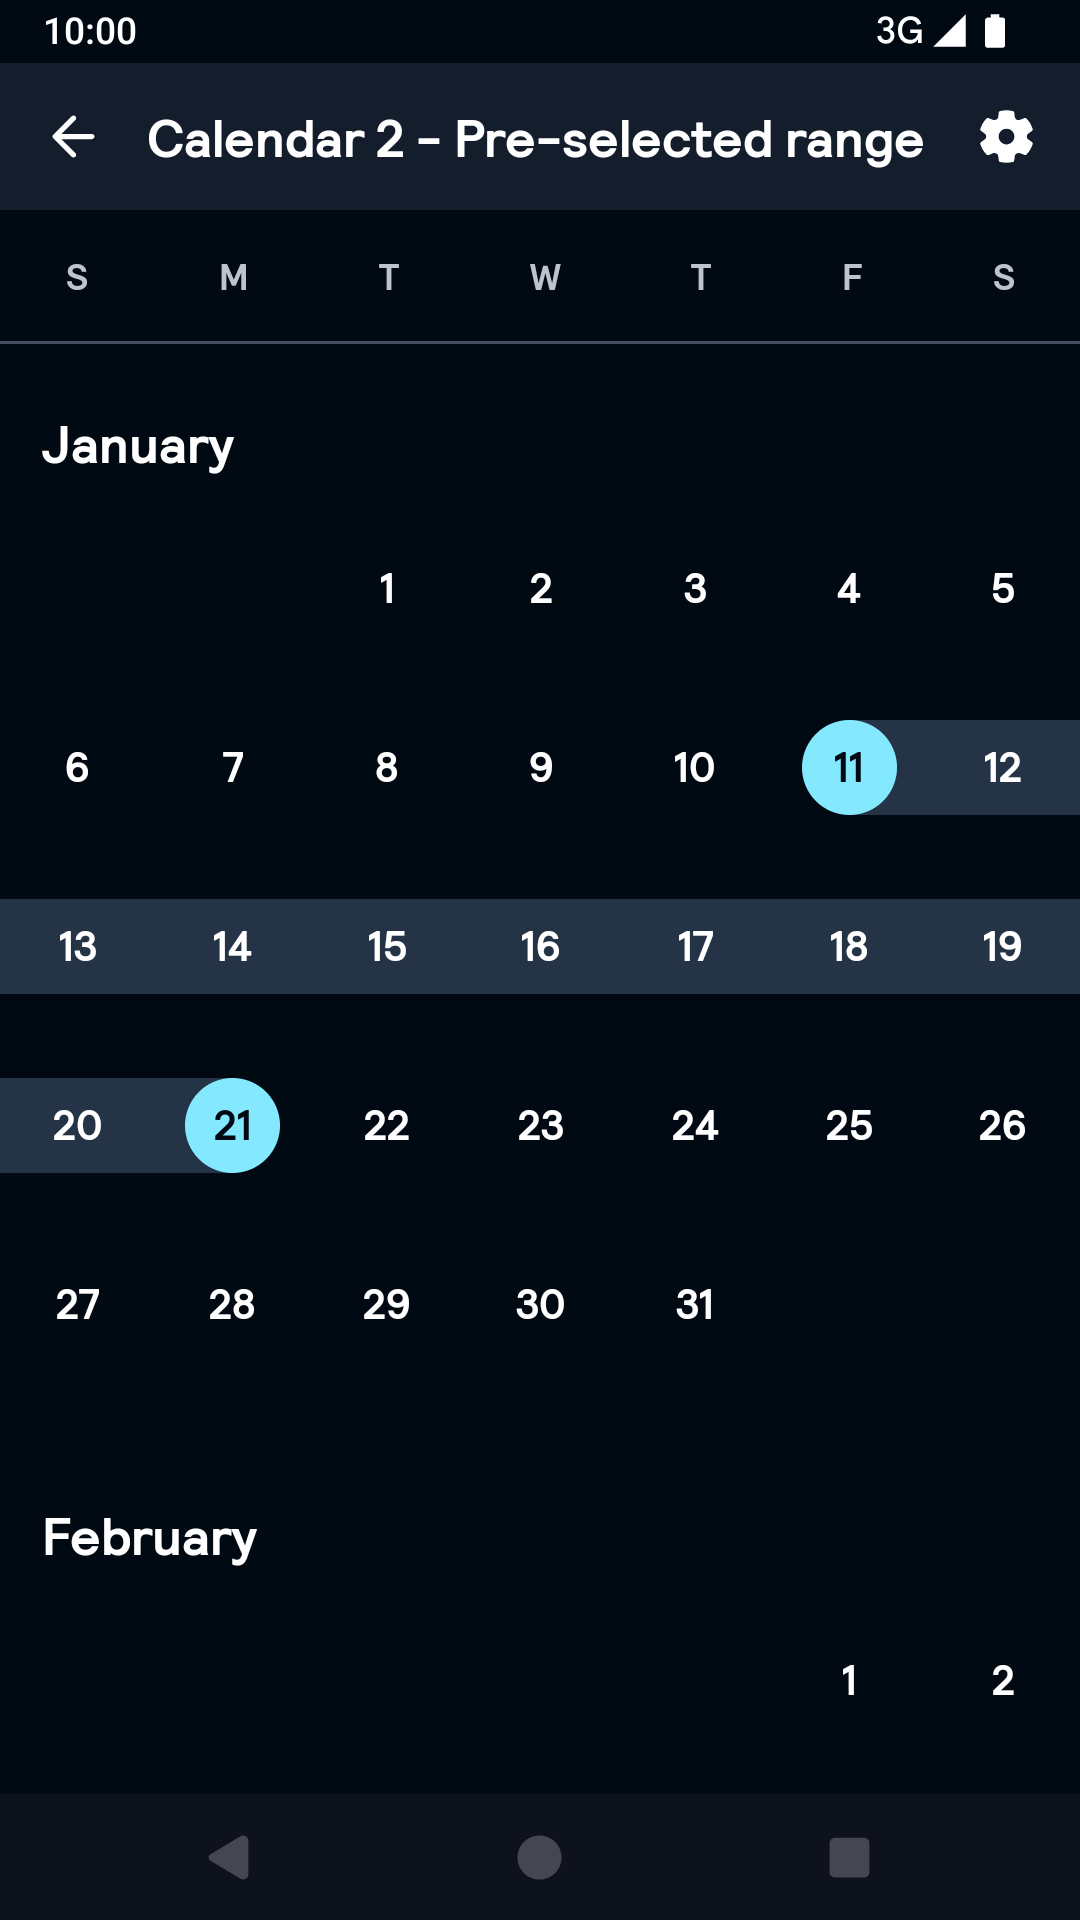 10:00 3G
Calendar 2 - Pre-selected range
S M T W T F S
January
1 2 3 4 5
6 7 8 9 10 11 12
13 14 15 16 17 18 19
20 21 22 23 24 25 26
27 28 29 30 31
February
1 2